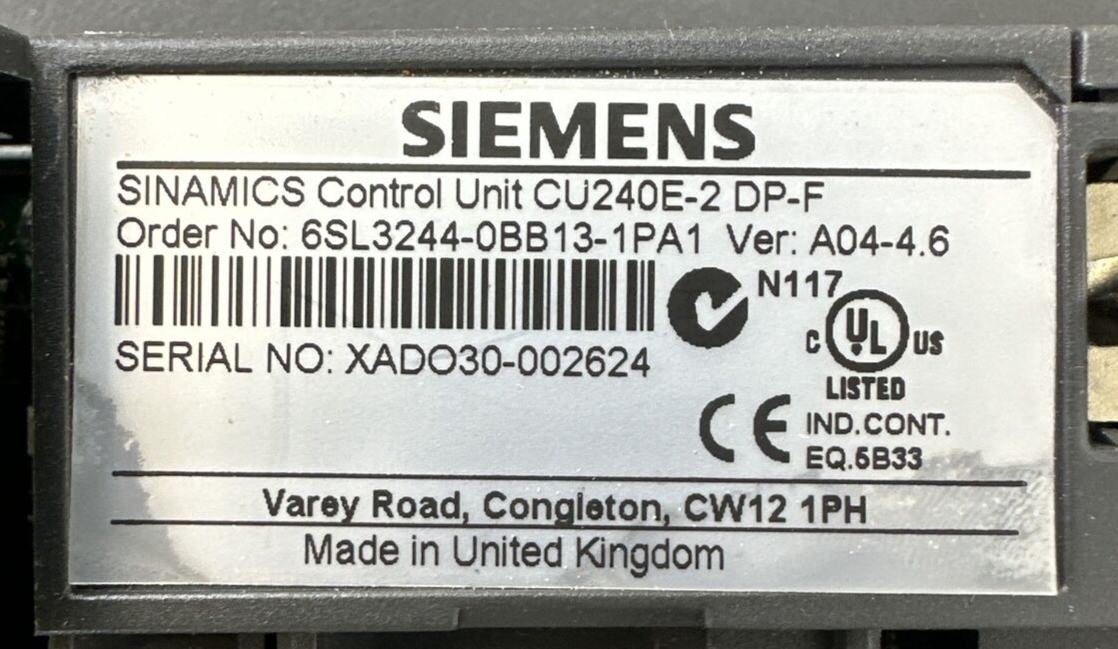 SIEMENS
SINAMICS Control Unit CU240E-2 DP-F
Order No: 6SL3244-0BB13-1PA1 Ver: A04-4.6
N117
SERIAL NO: XADO30-002624
C UL US
LISTED
CE IND.CONT.
EQ.5B33
Varey Road, Congleton, CW12 1PH
Made in United Kingdom